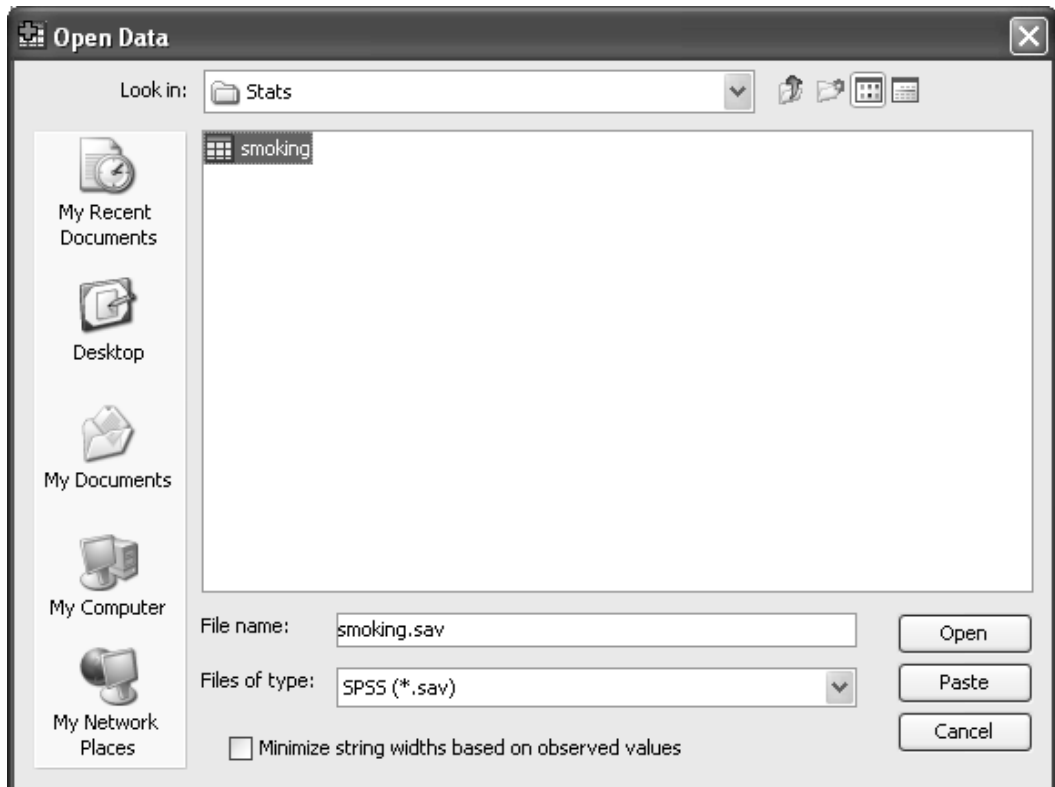 Open Data
Look in:
Stats
smoking
My Recent
Documents
Desktop
My Documents
My Computer
My Network
Places
File name:
smoking.sav
Open
Files of type:
SPSS (*.sav)
Paste
Minimize string widths based on observed values
Cancel